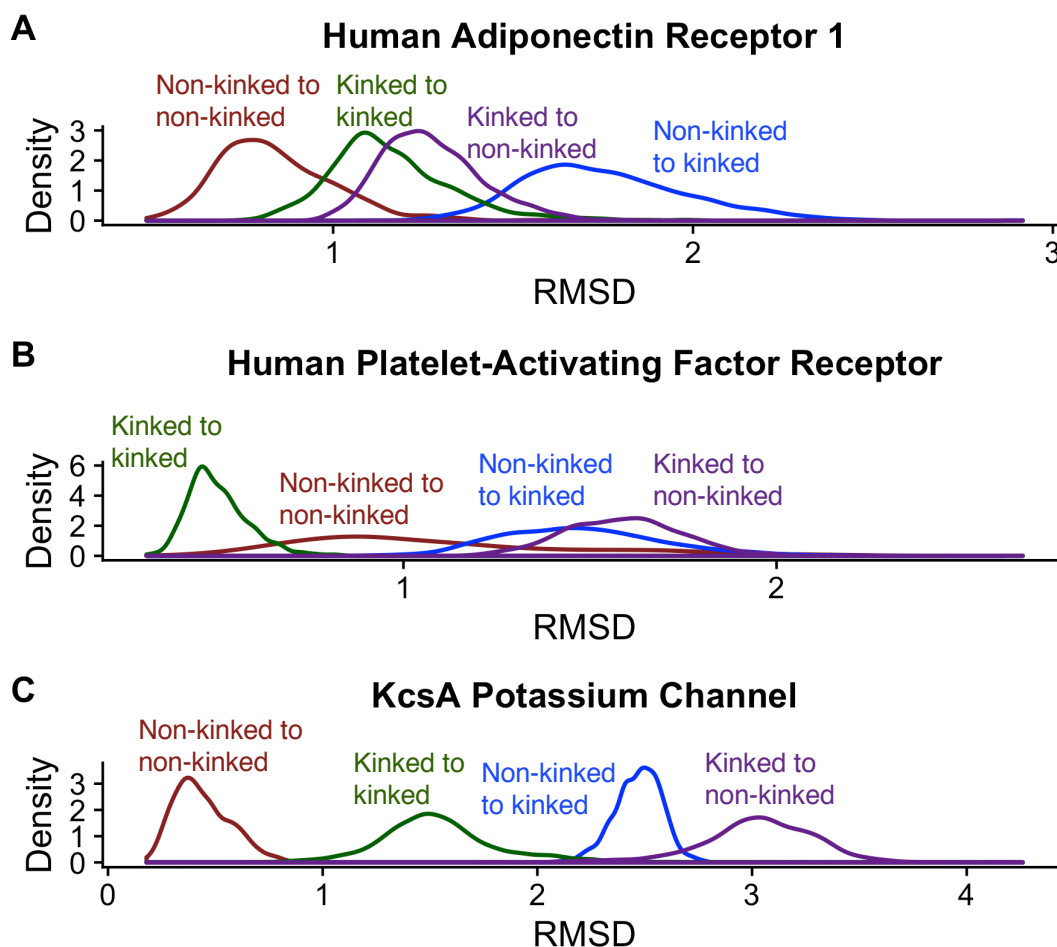 A
Human Adiponectin Receptor 1
Non-kinked to
non-kinked
Kinked to
kinked
Kinked to
non-kinked
Non-kinked
to kinked
Density
3
2
1
0
1
2
3
RMSD
B
Human Platelet-Activating Factor Receptor
Kinked to
kinked
Non-kinked to
non-kinked
Non-kinked
to kinked
Kinked to
non-kinked
Density
6
4
2
0
1
2
RMSD
C
KcsA Potassium Channel
Non-kinked to
non-kinked
Kinked to
kinked
Non-kinked
to kinked
Kinked to
non-kinked
Density
3
2
1
0
0
1
2
3
4
RMSD